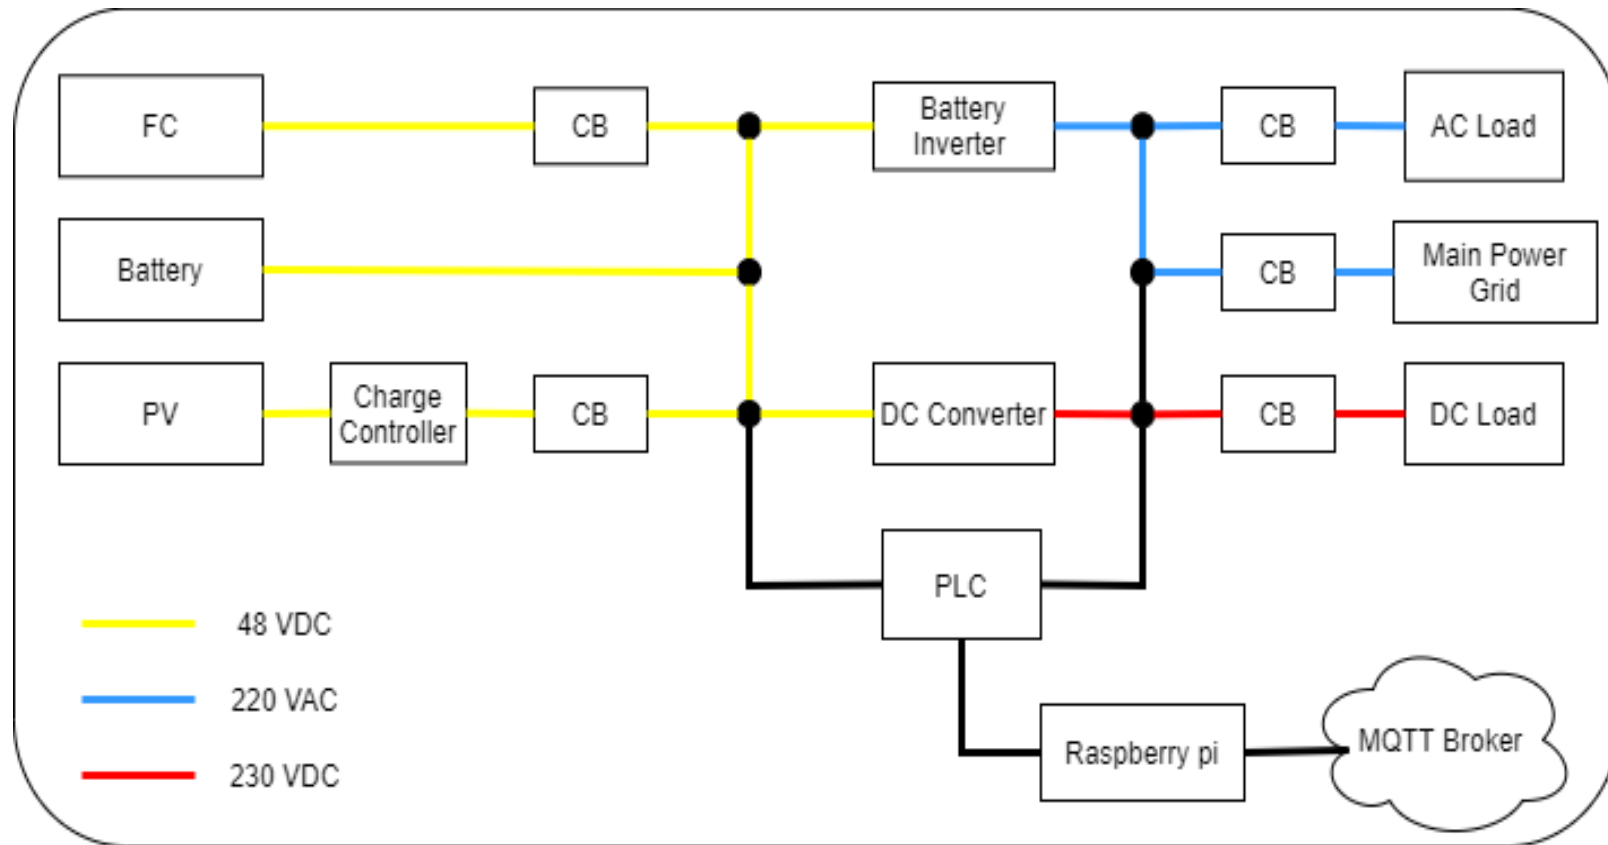 FC
CB
Battery
Inverter
CB
AC Load
Battery
CB
Main Power
Grid
PV
Charge
Controller
CB
DC Converter
CB
DC Load
PLC
48 VDC
220 VAC
230 VDC
Raspberry pi
MQTT Broker